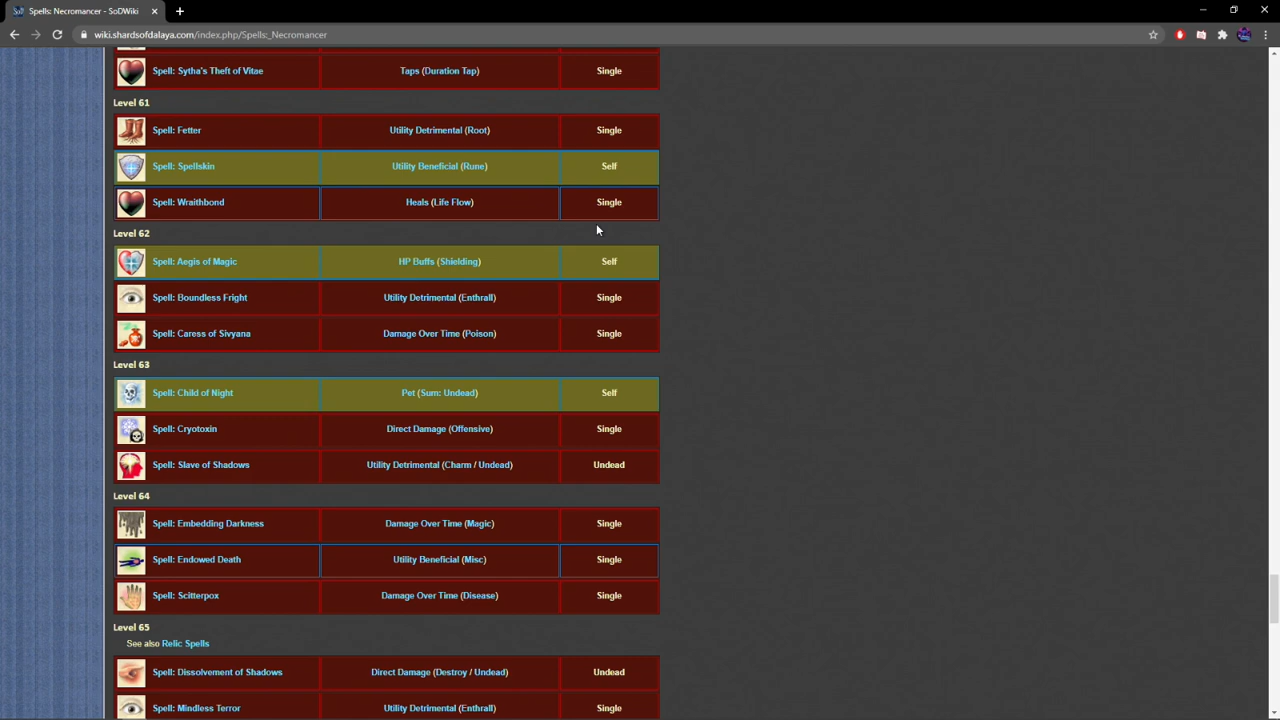 Spells: Necromancer - SoDWiki
wiki.shardsofdalaya.com/index.php/Spells:_Necromancer
Spell: Sytha's Theft of Vitae Taps (Duration Tap) Single
Level 61
Spell: Fetter Utility Detrimental (Root) Single
Spell: Spellskin Utility Beneficial (Rune) Self
Spell: Wraithbond Heals (Life Flow) Single
Level 62
Spell: Aegis of Magic HP Buffs (Shielding) Self
Spell: Boundless Fright Utility Detrimental (Enthrall) Single
Spell: Caress of Sivyana Damage Over Time (Poison) Single
Level 63
Spell: Child of Night Pet (Sum: Undead) Self
Spell: Cryotoxin Direct Damage (Offensive) Single
Spell: Slave of Shadows Utility Detrimental (Charm / Undead) Undead
Level 64
Spell: Embedding Darkness Damage Over Time (Magic) Single
Spell: Endowed Death Utility Beneficial (Misc) Single
Spell: Scitterpox Damage Over Time (Disease) Single
Level 65
See also Relic Spells
Spell: Dissolvement of Shadows Direct Damage (Destroy / Undead) Undead
Spell: Mindless Terror Utility Detrimental (Enthrall) Single